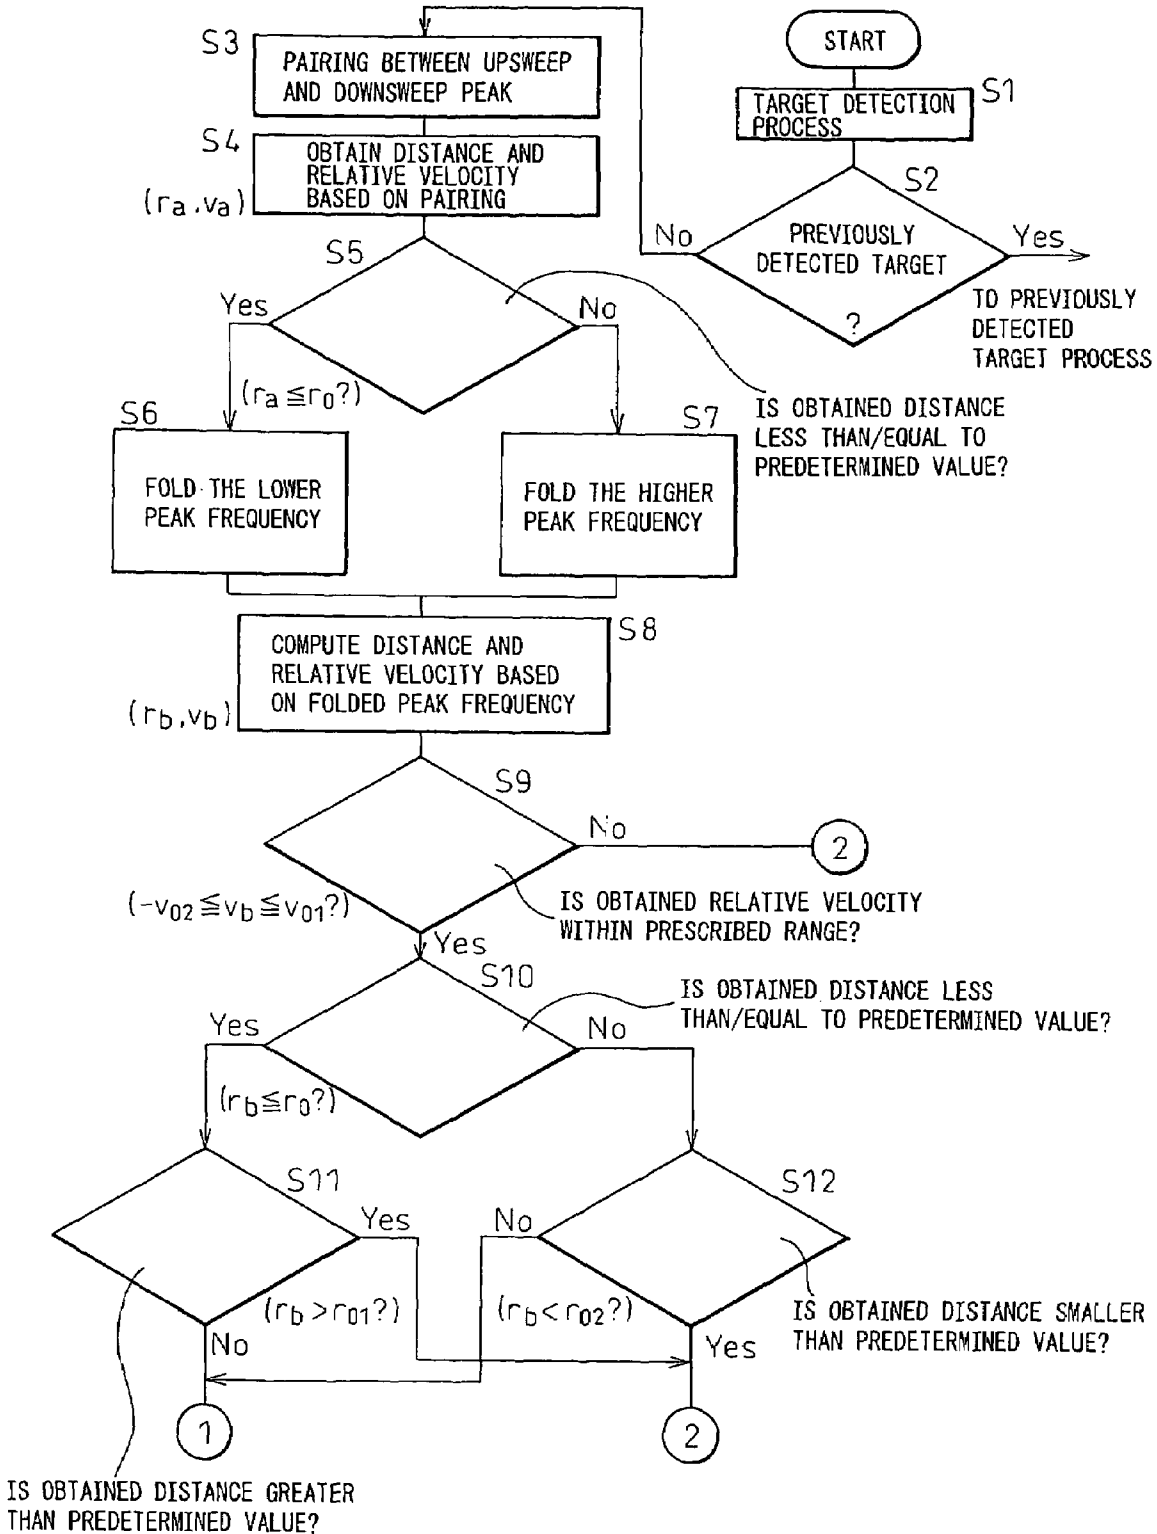 START
S1
TARGET DETECTION
PROCESS
S2
PREVIOUSLY
DETECTED TARGET
?
No
Yes
TO PREVIOUSLY
DETECTED
TARGET PROCESS
S3
PAIRING BETWEEN UPSWEEP
AND DOWNSWEEP PEAK
S4
OBTAIN DISTANCE AND
RELATIVE VELOCITY
BASED ON PAIRING
(ra,va)
S5
Yes
No
(ra≦r0?)
IS OBTAINED DISTANCE
LESS THAN/EQUAL TO
PREDETERMINED VALUE?
S6
FOLD THE LOWER
PEAK FREQUENCY
S7
FOLD THE HIGHER
PEAK FREQUENCY
S8
COMPUTE DISTANCE AND
RELATIVE VELOCITY BASED
ON FOLDED PEAK FREQUENCY
(rb,vb)
S9
No
2
(-v02≦vb≦v01?)
IS OBTAINED RELATIVE VELOCITY
WITHIN PRESCRIBED RANGE?
Yes
S10
IS OBTAINED DISTANCE LESS
THAN/EQUAL TO PREDETERMINED VALUE?
Yes
No
(rb≦r0?)
S11
Yes
(rb>r01?)
No
S12
No
(rb<r02?)
Yes
IS OBTAINED DISTANCE SMALLER
THAN PREDETERMINED VALUE?
1
2
IS OBTAINED DISTANCE GREATER
THAN PREDETERMINED VALUE?